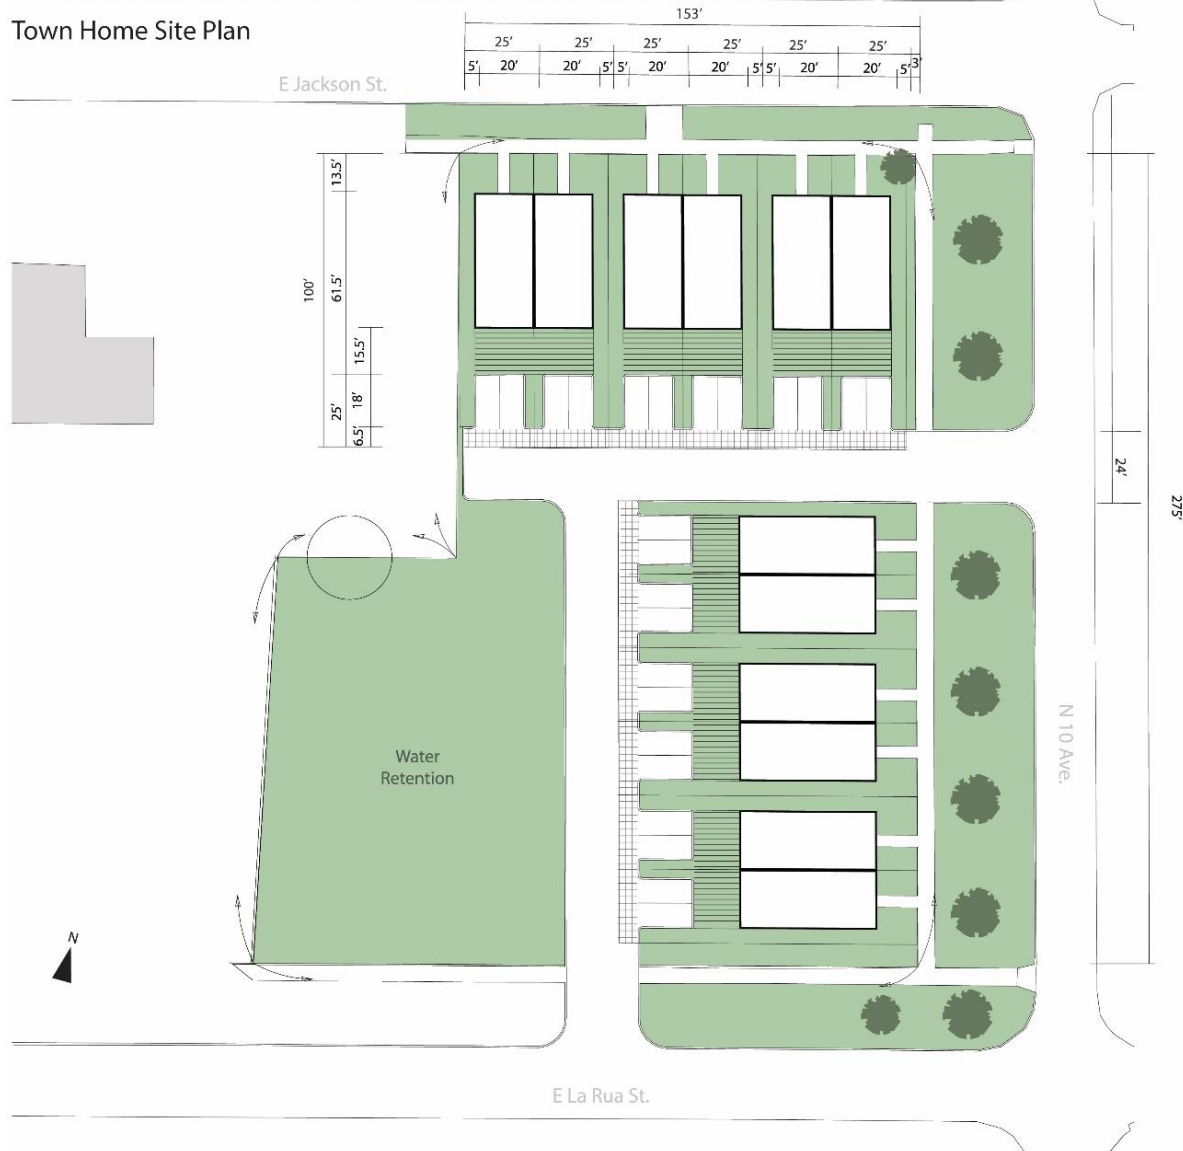 Town Home Site Plan
153'
25' 25' 25' 25' 25' 25'
5' 20' 20' 5' 5' 20' 20' 5' 5' 20' 20' 5' 3'
E Jackson St.
13.5'
61.5'
100'
15.5'
25'
18'
6.5'
24'
275'
N 10 Ave.
Water
Retention
N
E La Rua St.